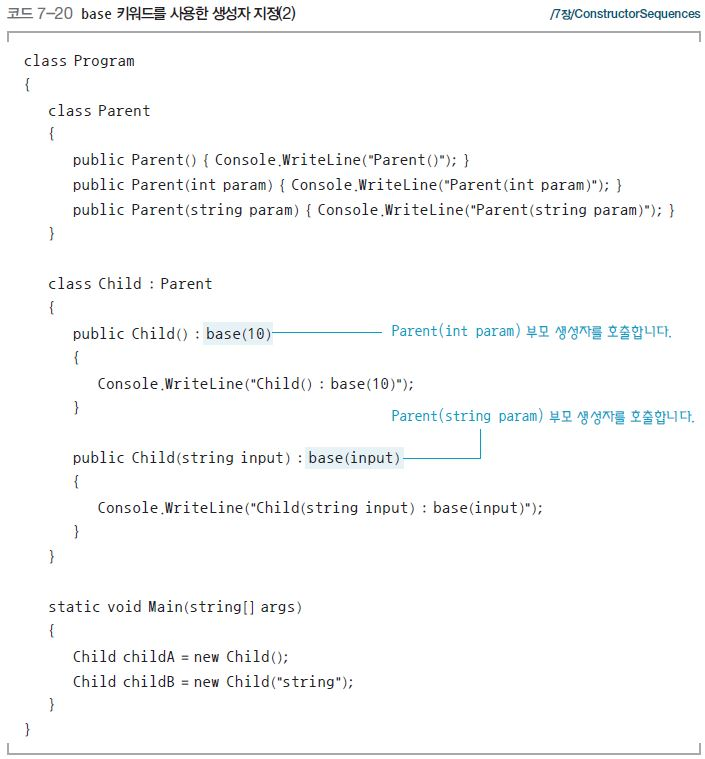 코드 7-20 base 키워드를 사용한 생성자 지정(2) /7장/ConstructorSequences
class Program
{
class Parent
{
public Parent() { Console.WriteLine("Parent()"); }
public Parent(int param) { Console.WriteLine("Parent(int param)"); }
public Parent(string param) { Console.WriteLine("Parent(string param)"); }
}
class Child : Parent
{
public Child() : base(10) Parent(int param) 부모 생성자를 호출합니다.
{
Console.WriteLine("Child() : base(10)");
}
Parent(string param) 부모 생성자를 호출합니다.
public Child(string input) : base(input)
{
Console.WriteLine("Child(string input) : base(input)");
}
}
static void Main(string[] args)
{
Child childA = new Child();
Child childB = new Child("string");
}
}